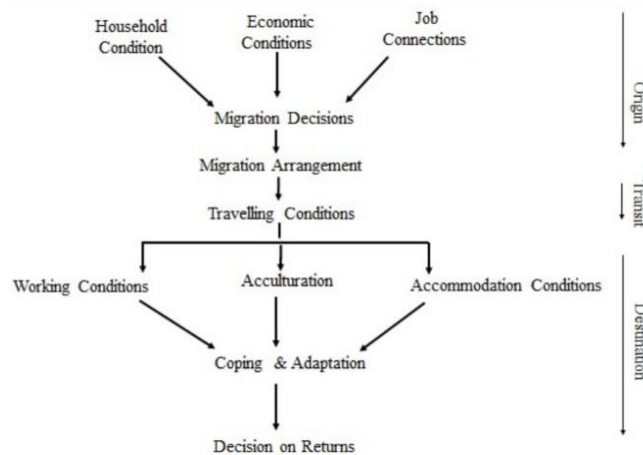 Household
Condition
Economic
Conditions
Job
Connections
Migration Decisions
Migration Arrangement
Travelling Conditions
Working Conditions
Acculturation
Accommodation Conditions
Coping & Adaptation
Decision on Returns
Origin
Transit
Destination